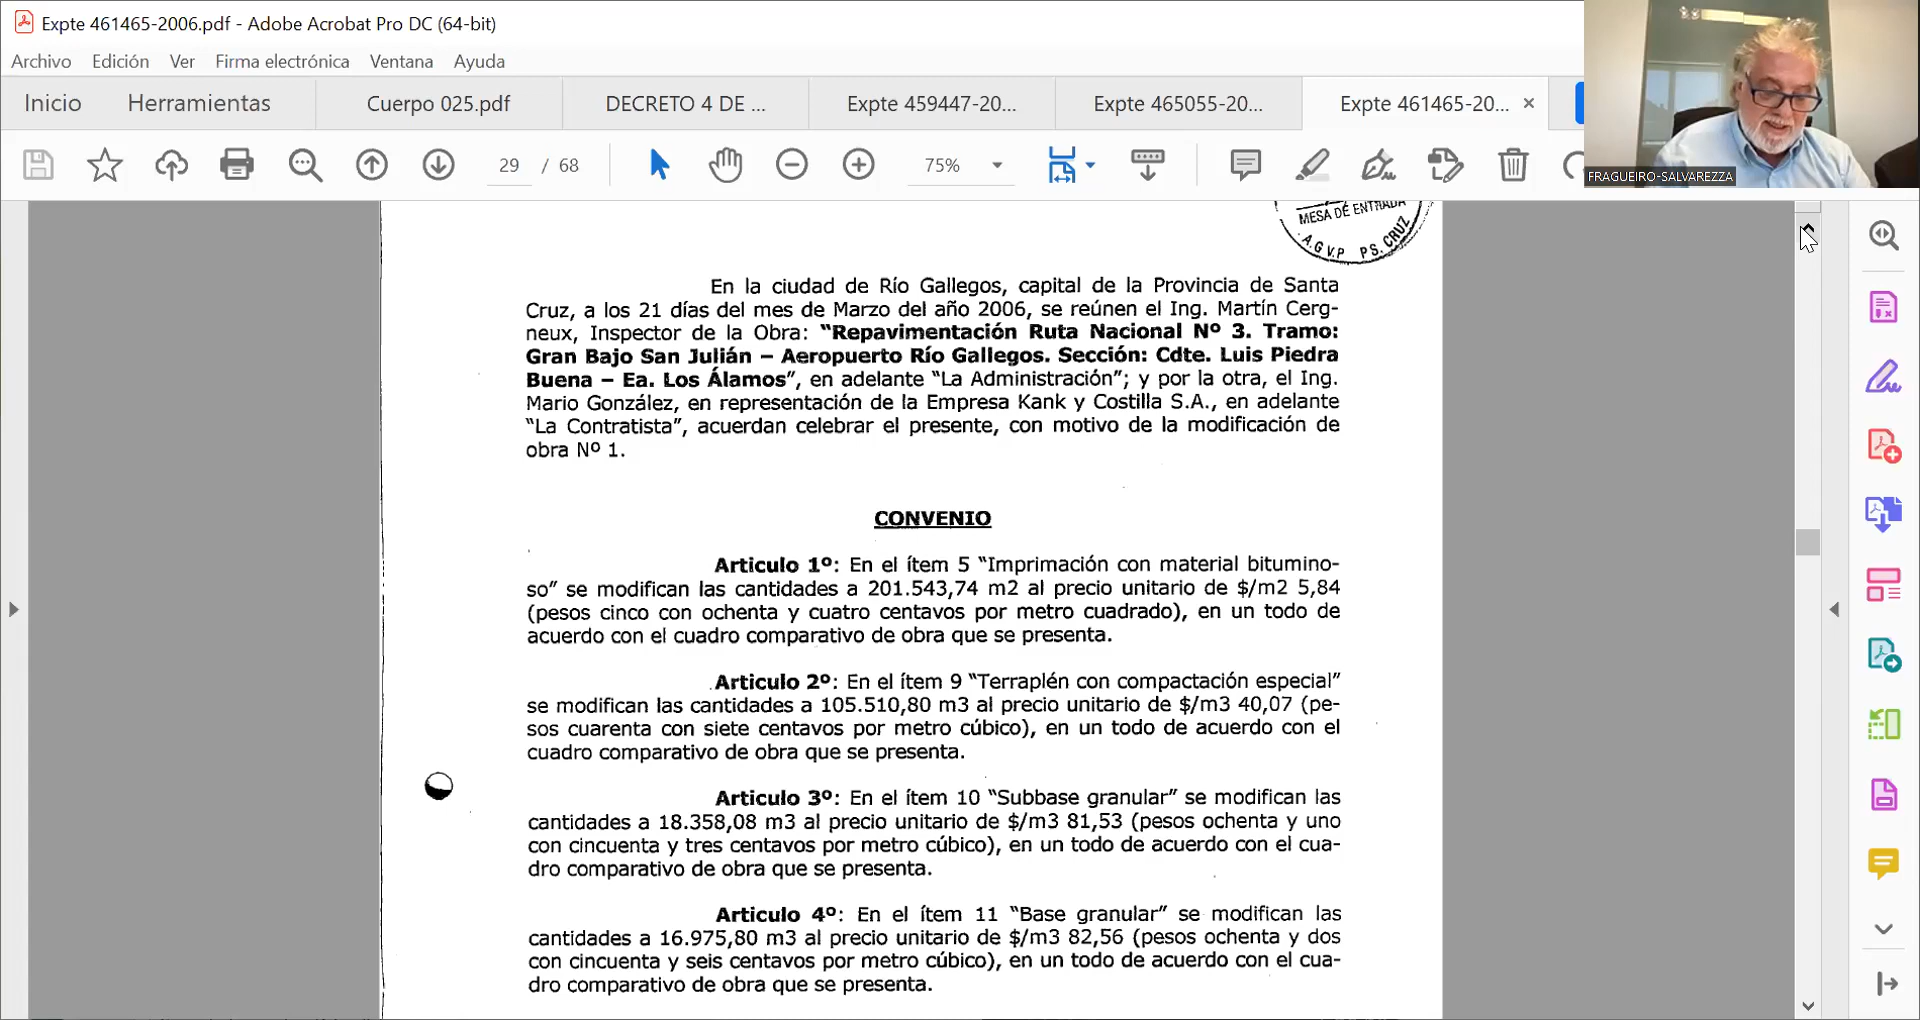 Expte 461465-2006.pdf - Adobe Acrobat Pro DC (64-bit)
Archivo Edición Ver Firma electrónica Ventana Ayuda
Inicio Herramientas Cuerpo 025.pdf DECRETO 4 DE ... Expte 459447-20... Expte 465055-20... Expte 461465-20... ×
29 / 68 75%
FRAGUEIRO-SALVAREZZA
MESA DE ENTRADA
A.G.V.P PS. CRUZ
En la ciudad de Río Gallegos, capital de la Provincia de Santa
Cruz, a los 21 días del mes de Marzo del año 2006, se reúnen el Ing. Martín Cerg-
neux, Inspector de la Obra: "Repavimentación Ruta Nacional Nº 3. Tramo:
Gran Bajo San Julián – Aeropuerto Río Gallegos. Sección: Cdte. Luis Piedra
Buena – Ea. Los Álamos", en adelante "La Administración"; y por la otra, el Ing.
Mario González, en representación de la Empresa Kank y Costilla S.A., en adelante
"La Contratista", acuerdan celebrar el presente, con motivo de la modificación de
obra Nº 1.
CONVENIO
Articulo 1º: En el ítem 5 "Imprimación con material bitumino-
so" se modifican las cantidades a 201.543,74 m2 al precio unitario de $/m2 5,84
(pesos cinco con ochenta y cuatro centavos por metro cuadrado), en un todo de
acuerdo con el cuadro comparativo de obra que se presenta.
Articulo 2º: En el ítem 9 "Terraplén con compactación especial"
se modifican las cantidades a 105.510,80 m3 al precio unitario de $/m3 40,07 (pe-
sos cuarenta con siete centavos por metro cúbico), en un todo de acuerdo con el
cuadro comparativo de obra que se presenta.
Articulo 3º: En el ítem 10 "Subbase granular" se modifican las
cantidades a 18.358,08 m3 al precio unitario de $/m3 81,53 (pesos ochenta y uno
con cincuenta y tres centavos por metro cúbico), en un todo de acuerdo con el cua-
dro comparativo de obra que se presenta.
Articulo 4º: En el ítem 11 "Base granular" se modifican las
cantidades a 16.975,80 m3 al precio unitario de $/m3 82,56 (pesos ochenta y dos
con cincuenta y seis centavos por metro cúbico), en un todo de acuerdo con el cua-
dro comparativo de obra que se presenta.